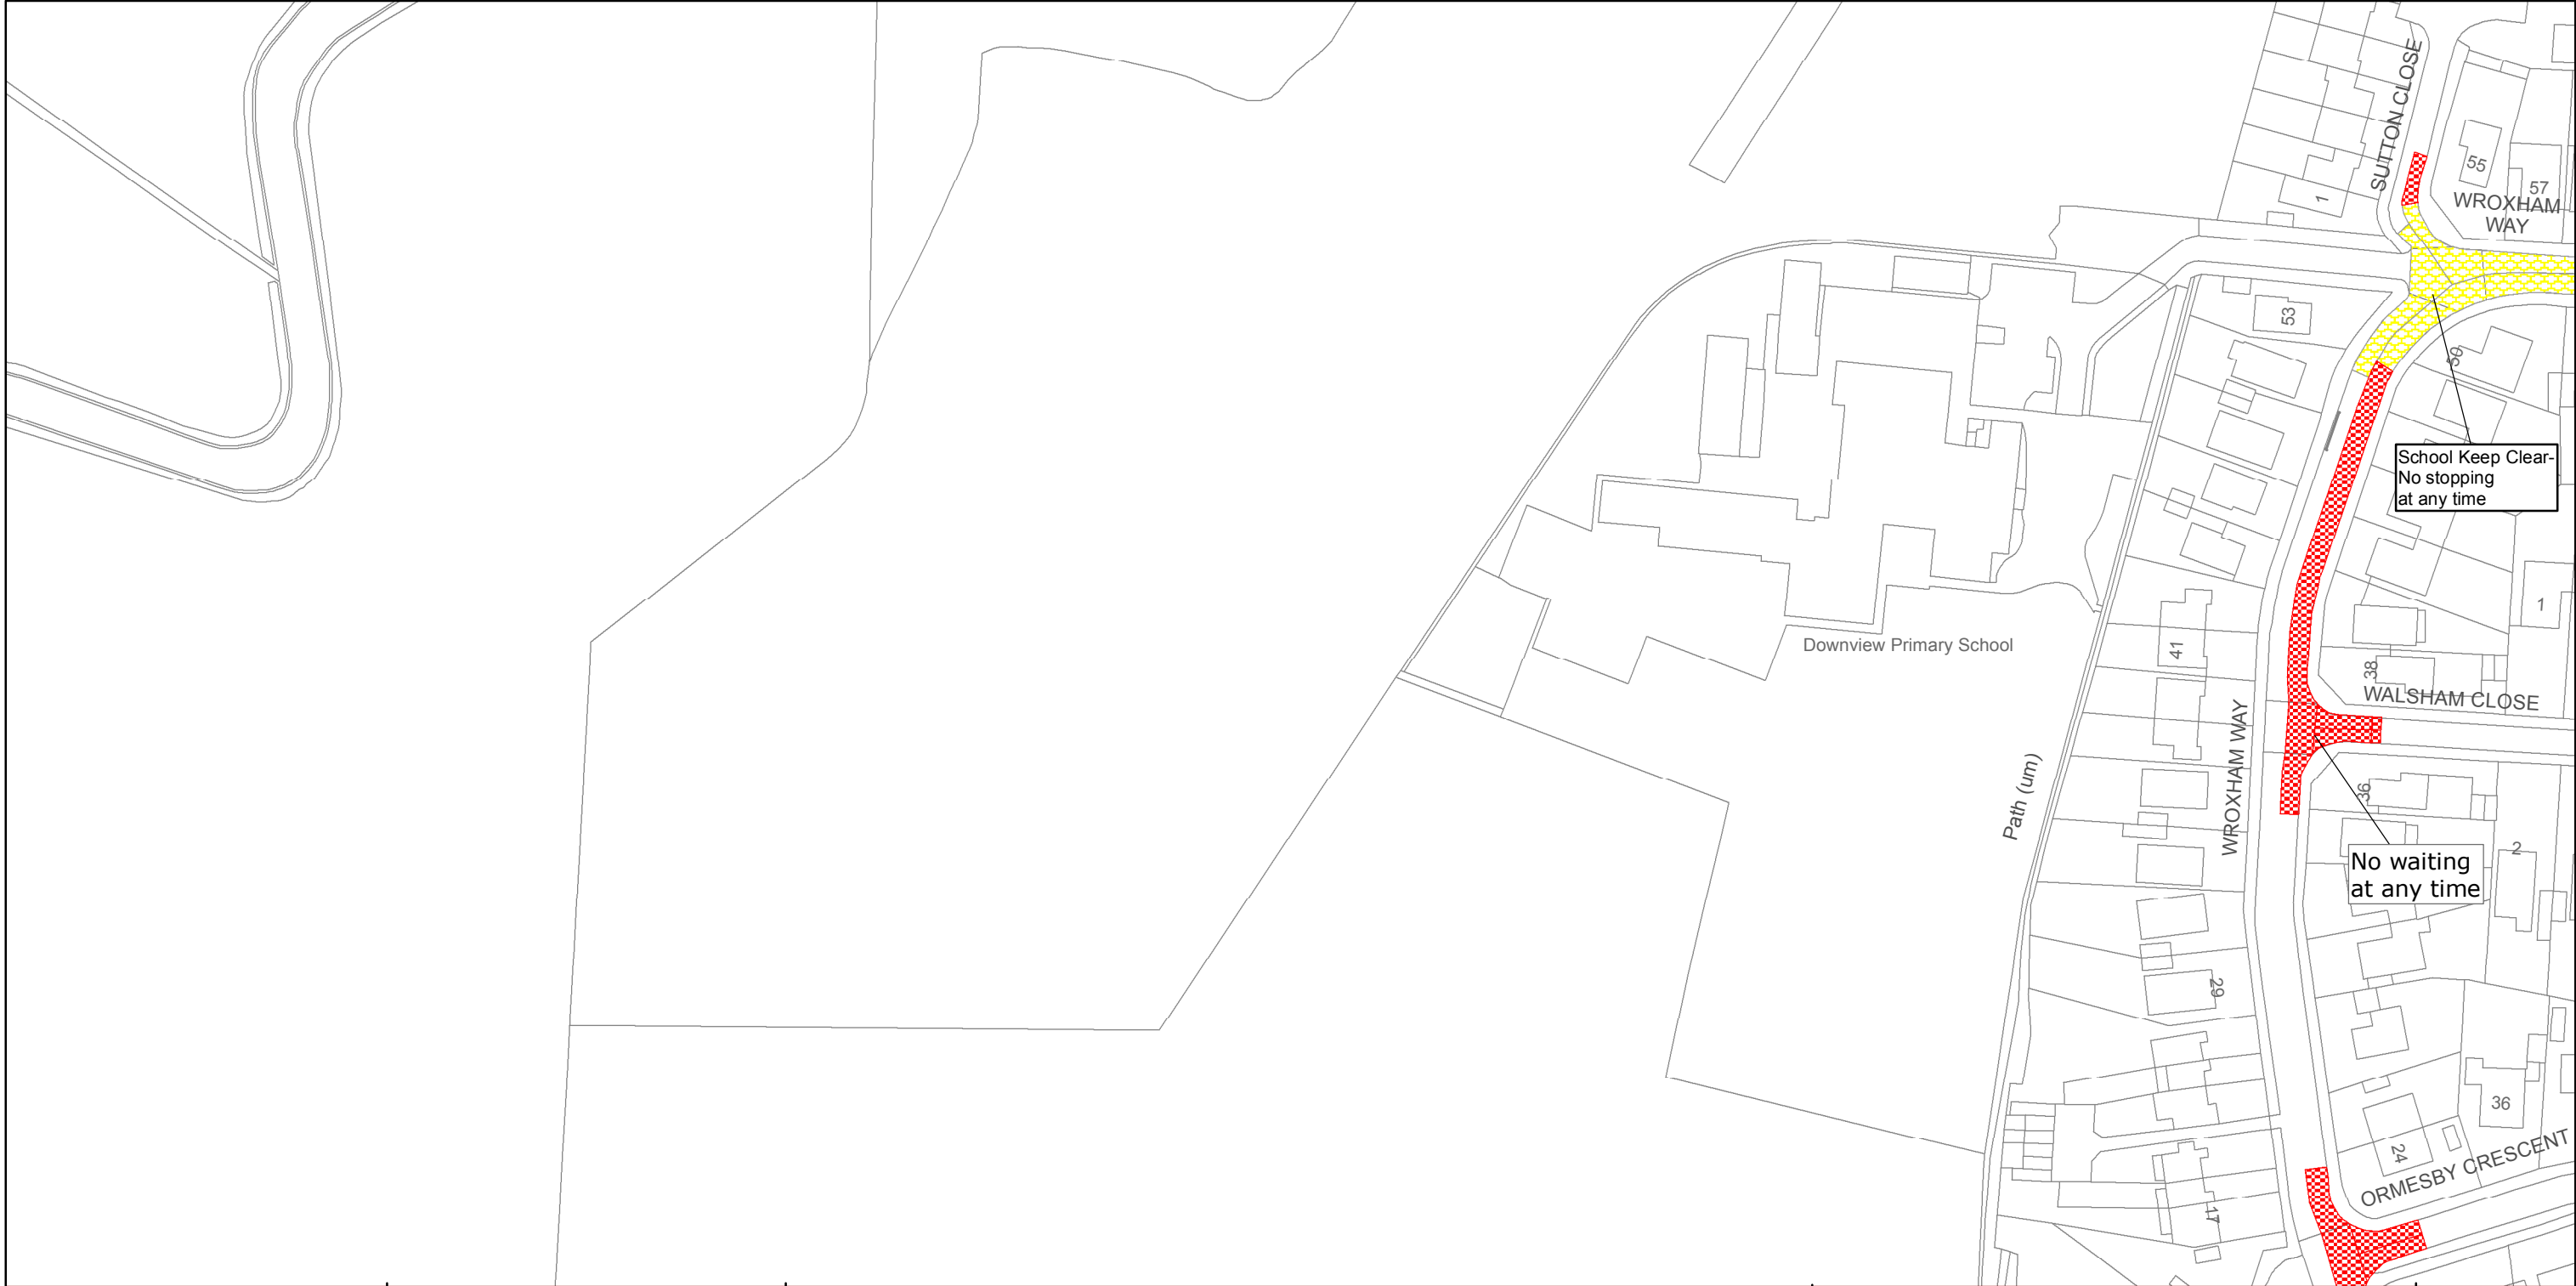 SUTTON CLOSE
55
57
WROXHAM
WAY
1
53
50
School Keep Clear-
No stopping
at any time
1
Downview Primary School
41
38
WALSHAM CLOSE
WROXHAM WAY
Path (um)
36
No waiting
at any time
2
29
36
24
ORMESBY CRESCENT
17